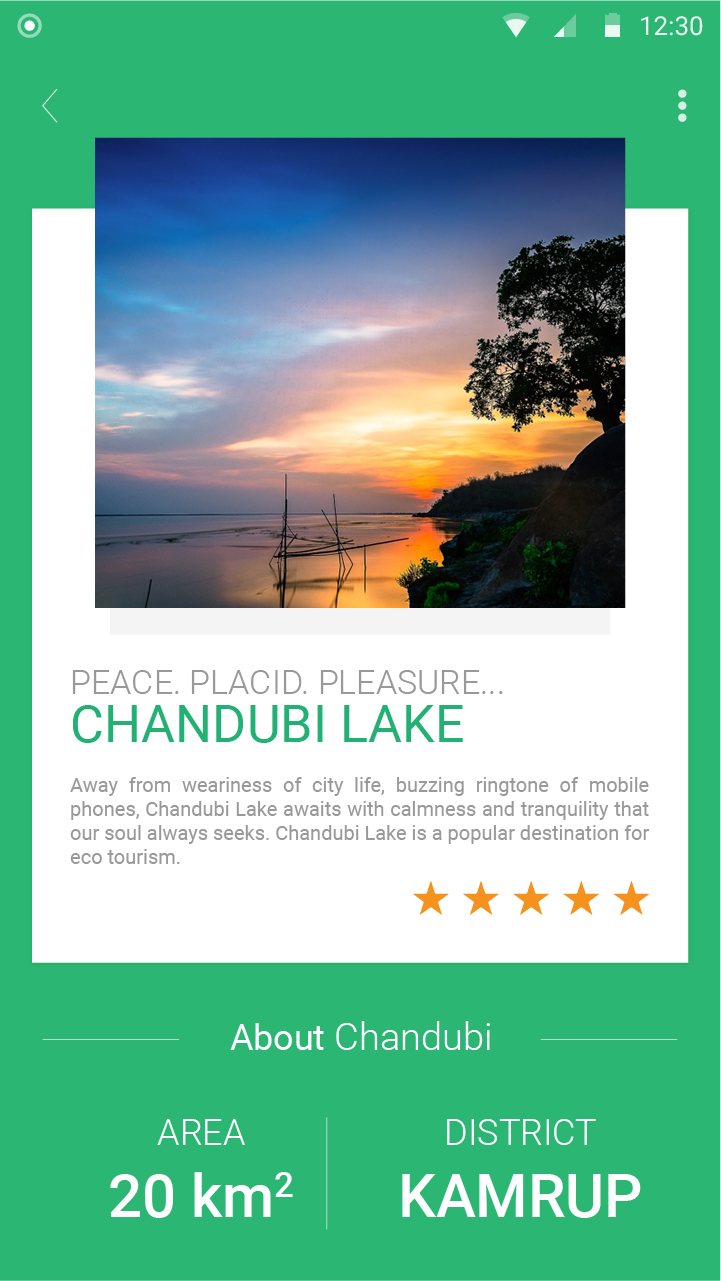 12:30
PEACE. PLACID. PLEASURE...
CHANDUBI LAKE
Away from weariness of city life, buzzing ringtone of mobile
phones, Chandubi Lake awaits with calmness and tranquility that
our soul always seeks. Chandubi Lake is a popular destination for
eco tourism.
About Chandubi
AREA
20 km²
DISTRICT
KAMRUP